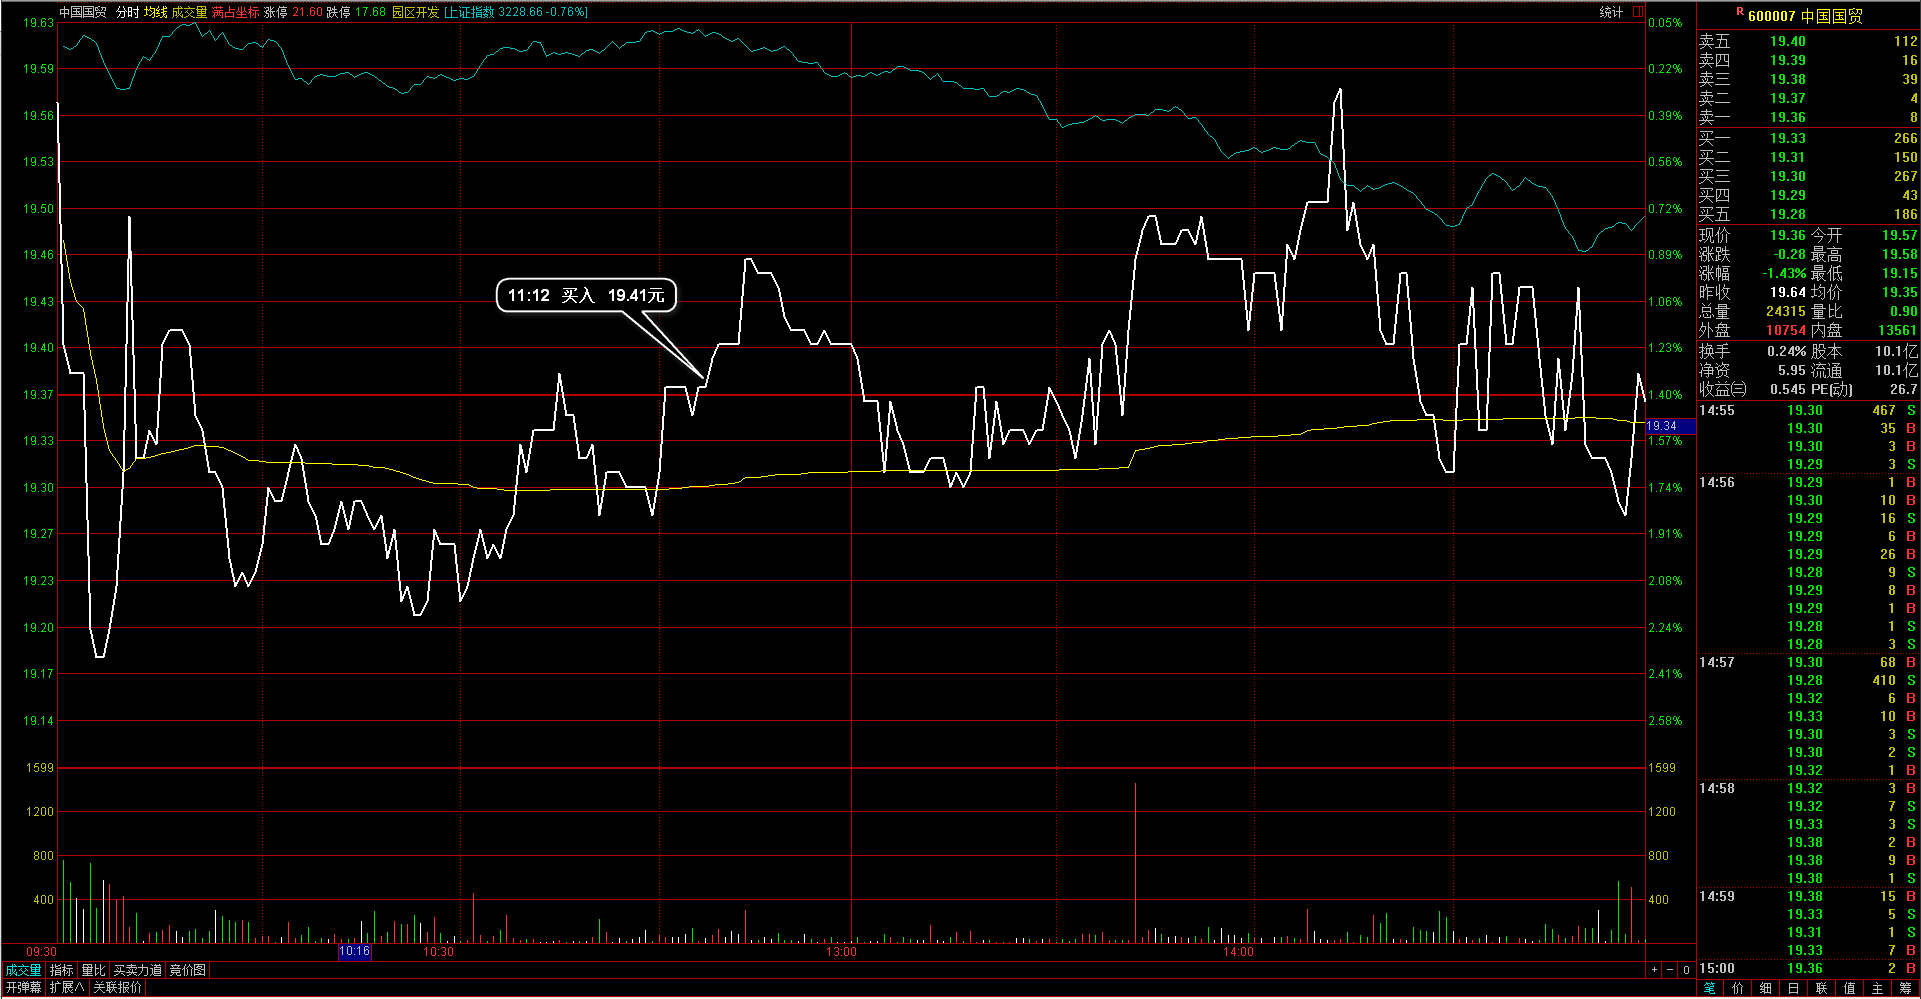 中国国贸 分时 均线 成交量 满占坐标 涨停 21.60 跌停 17.68 园区开发 [上证指数 3228.66 -0.76%] 统计
19.63 0.05%
19.59 0.22%
19.56 0.39%
19.53 0.56%
19.50 0.72%
19.46 0.89%
19.43 1.06%
19.40 1.23%
19.37 1.40%
19.34
19.33 1.57%
19.30 1.74%
19.27 1.91%
19.23 2.08%
19.20 2.24%
19.17 2.41%
19.14 2.58%
1599 1599
1200 1200
800 800
400 400
11:12 买入 19.41元
09:30 10:16 10:30 13:00 14:00
成交量 指标 量比 买卖力道 竞价图 + - 0
开弹幕 扩展∧ 关联报价
R 600007 中国国贸
卖五 19.40 112
卖四 19.39 16
卖三 19.38 39
卖二 19.37 4
卖一 19.36 8
买一 19.33 266
买二 19.31 150
买三 19.30 267
买四 19.29 43
买五 19.28 186
现价 19.36 今开 19.57
涨跌 -0.28 最高 19.58
涨幅 -1.43% 最低 19.15
昨收 19.64 均价 19.35
总量 24315 量比 0.90
外盘 10754 内盘 13561
换手 0.24% 股本 10.1亿
净资 5.95 流通 10.1亿
收益㈢ 0.545 PE(动) 26.7
14:55 19.30 467 S
19.30 35 B
19.30 3 B
19.29 3 S
14:56 19.29 1 B
19.30 10 B
19.29 16 S
19.29 6 B
19.29 26 B
19.28 9 S
19.29 8 B
19.29 1 B
19.28 1 S
19.28 3 S
14:57 19.30 68 B
19.28 410 S
19.32 6 B
19.33 10 B
19.30 3 S
19.30 2 S
19.32 1 B
14:58 19.32 3 B
19.32 7 S
19.33 3 S
19.38 2 B
19.38 9 B
19.38 1 S
14:59 19.38 15 B
19.33 5 S
19.31 1 S
19.33 7 B
15:00 19.36 2 B
笔 价 细 日 联 值 主 筹